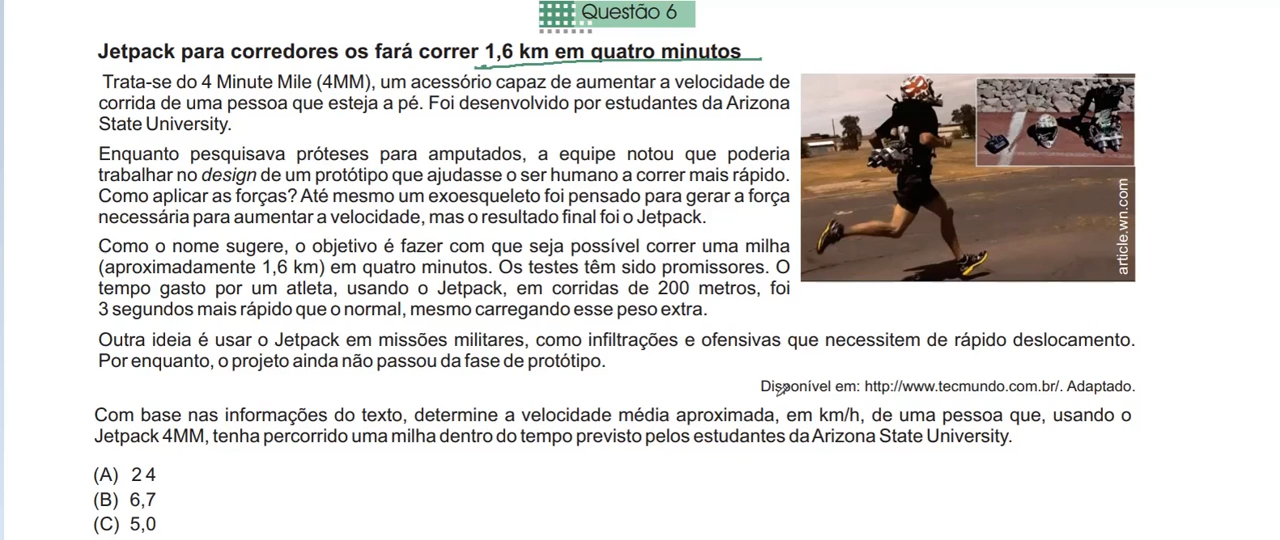 Questão 6
Jetpack para corredores os fará correr 1,6 km em quatro minutos
Trata-se do 4 Minute Mile (4MM), um acessório capaz de aumentar a velocidade de
corrida de uma pessoa que esteja a pé. Foi desenvolvido por estudantes da Arizona
State University.
Enquanto pesquisava próteses para amputados, a equipe notou que poderia
trabalhar no design de um protótipo que ajudasse o ser humano a correr mais rápido.
Como aplicar as forças? Até mesmo um exoesqueleto foi pensado para gerar a força
necessária para aumentar a velocidade, mas o resultado final foi o Jetpack.
Como o nome sugere, o objetivo é fazer com que seja possível correr uma milha
(aproximadamente 1,6 km) em quatro minutos. Os testes têm sido promissores. O
tempo gasto por um atleta, usando o Jetpack, em corridas de 200 metros, foi
3 segundos mais rápido que o normal, mesmo carregando esse peso extra.
article.wn.com
Outra ideia é usar o Jetpack em missões militares, como infiltrações e ofensivas que necessitem de rápido deslocamento.
Por enquanto, o projeto ainda não passou da fase de protótipo.
Disponível em: http://www.tecmundo.com.br/. Adaptado.
Com base nas informações do texto, determine a velocidade média aproximada, em km/h, de uma pessoa que, usando o
Jetpack 4MM, tenha percorrido uma milha dentro do tempo previsto pelos estudantes da Arizona State University.
(A) 2 4
(B) 6,7
(C) 5,0